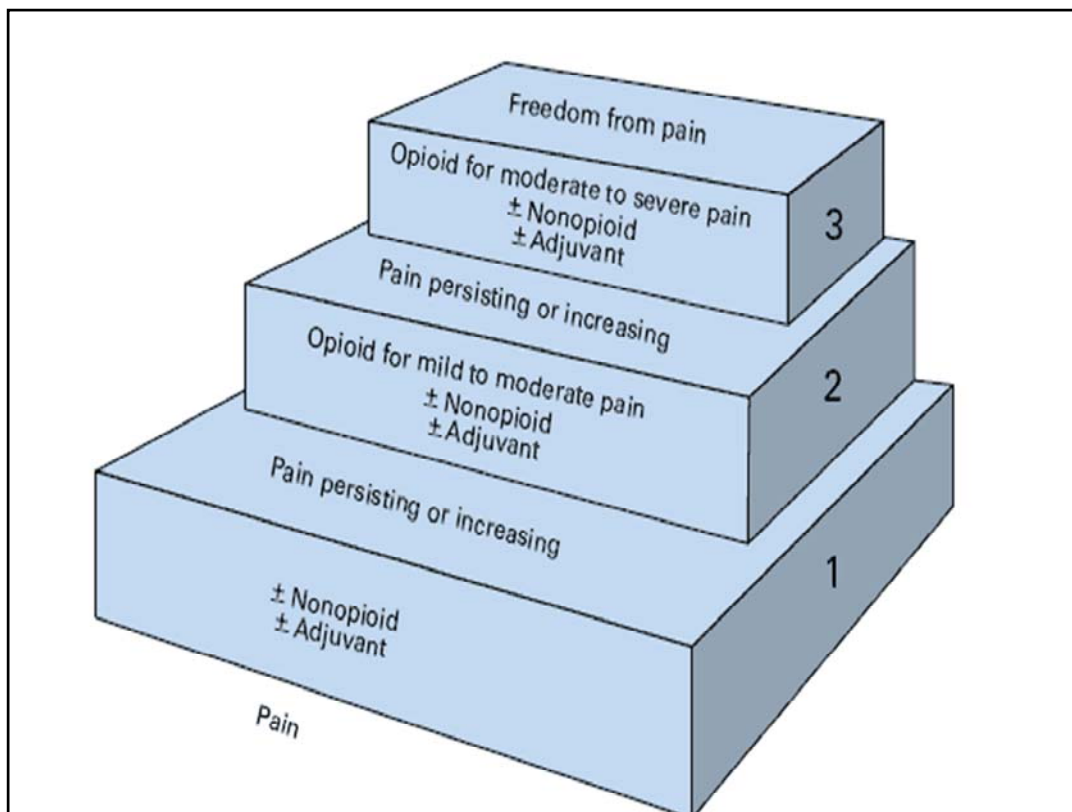 Freedom from pain
Opioid for moderate to severe pain
± Nonopioid
± Adjuvant
3
Pain persisting or increasing
Opioid for mild to moderate pain
± Nonopioid
± Adjuvant
2
Pain persisting or increasing
± Nonopioid
± Adjuvant
1
Pain